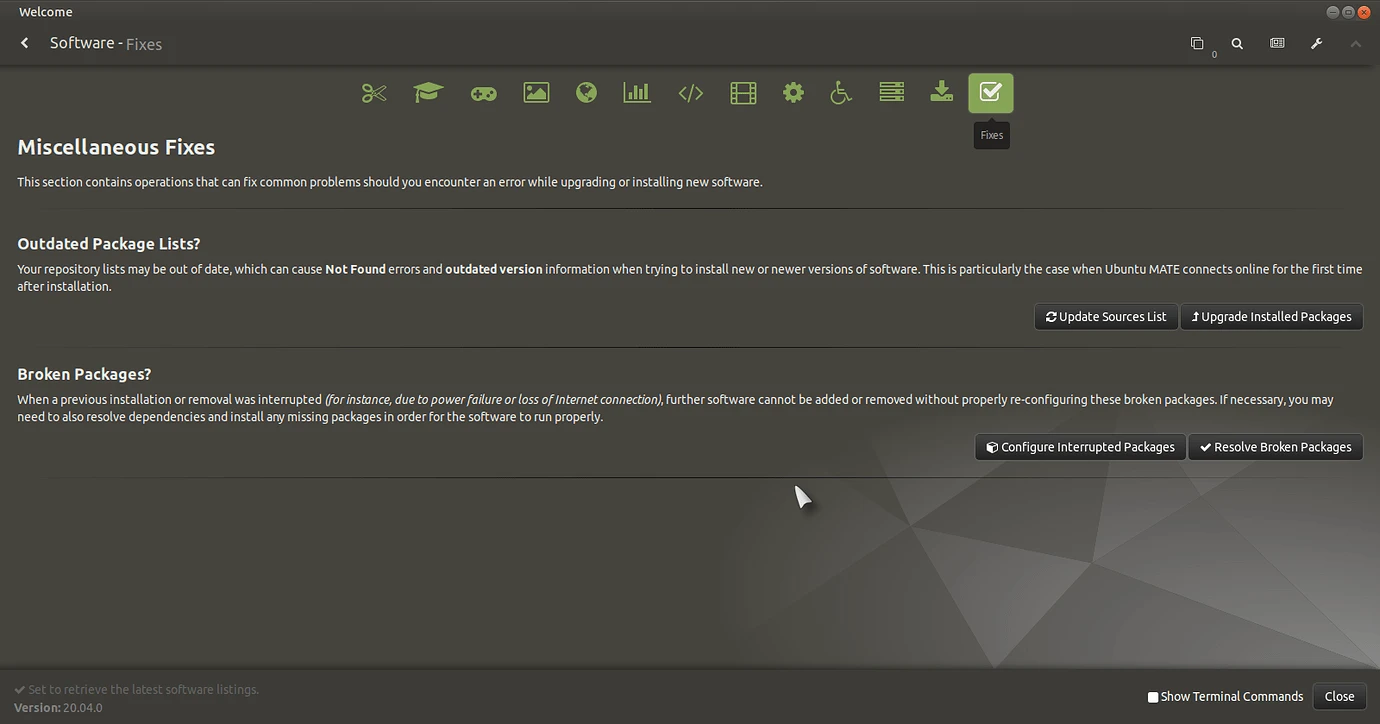 Welcome
Software - Fixes
0
Fixes
Miscellaneous Fixes
This section contains operations that can fix common problems should you encounter an error while upgrading or installing new software.
Outdated Package Lists?
Your repository lists may be out of date, which can cause Not Found errors and outdated version information when trying to install new or newer versions of software. This is particularly the case when Ubuntu MATE connects online for the first time
after installation.
Update Sources List Upgrade Installed Packages
Broken Packages?
When a previous installation or removal was interrupted (for instance, due to power failure or loss of Internet connection), further software cannot be added or removed without properly re-configuring these broken packages. If necessary, you may
need to also resolve dependencies and install any missing packages in order for the software to run properly.
Configure Interrupted Packages Resolve Broken Packages
Set to retrieve the latest software listings.
Version: 20.04.0
Show Terminal Commands Close